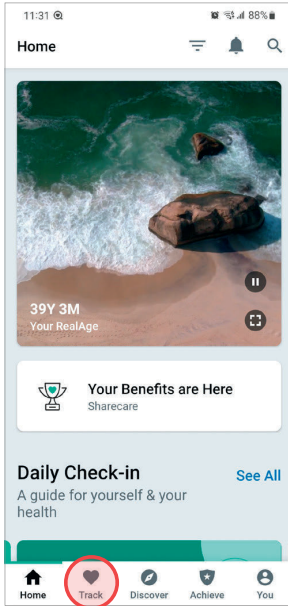 11:31
88%
Home
39Y 3M
Your RealAge
Your Benefits are Here
Sharecare
Daily Check-in
See All
A guide for yourself & your
health
Home
Track
Discover
Achieve
You